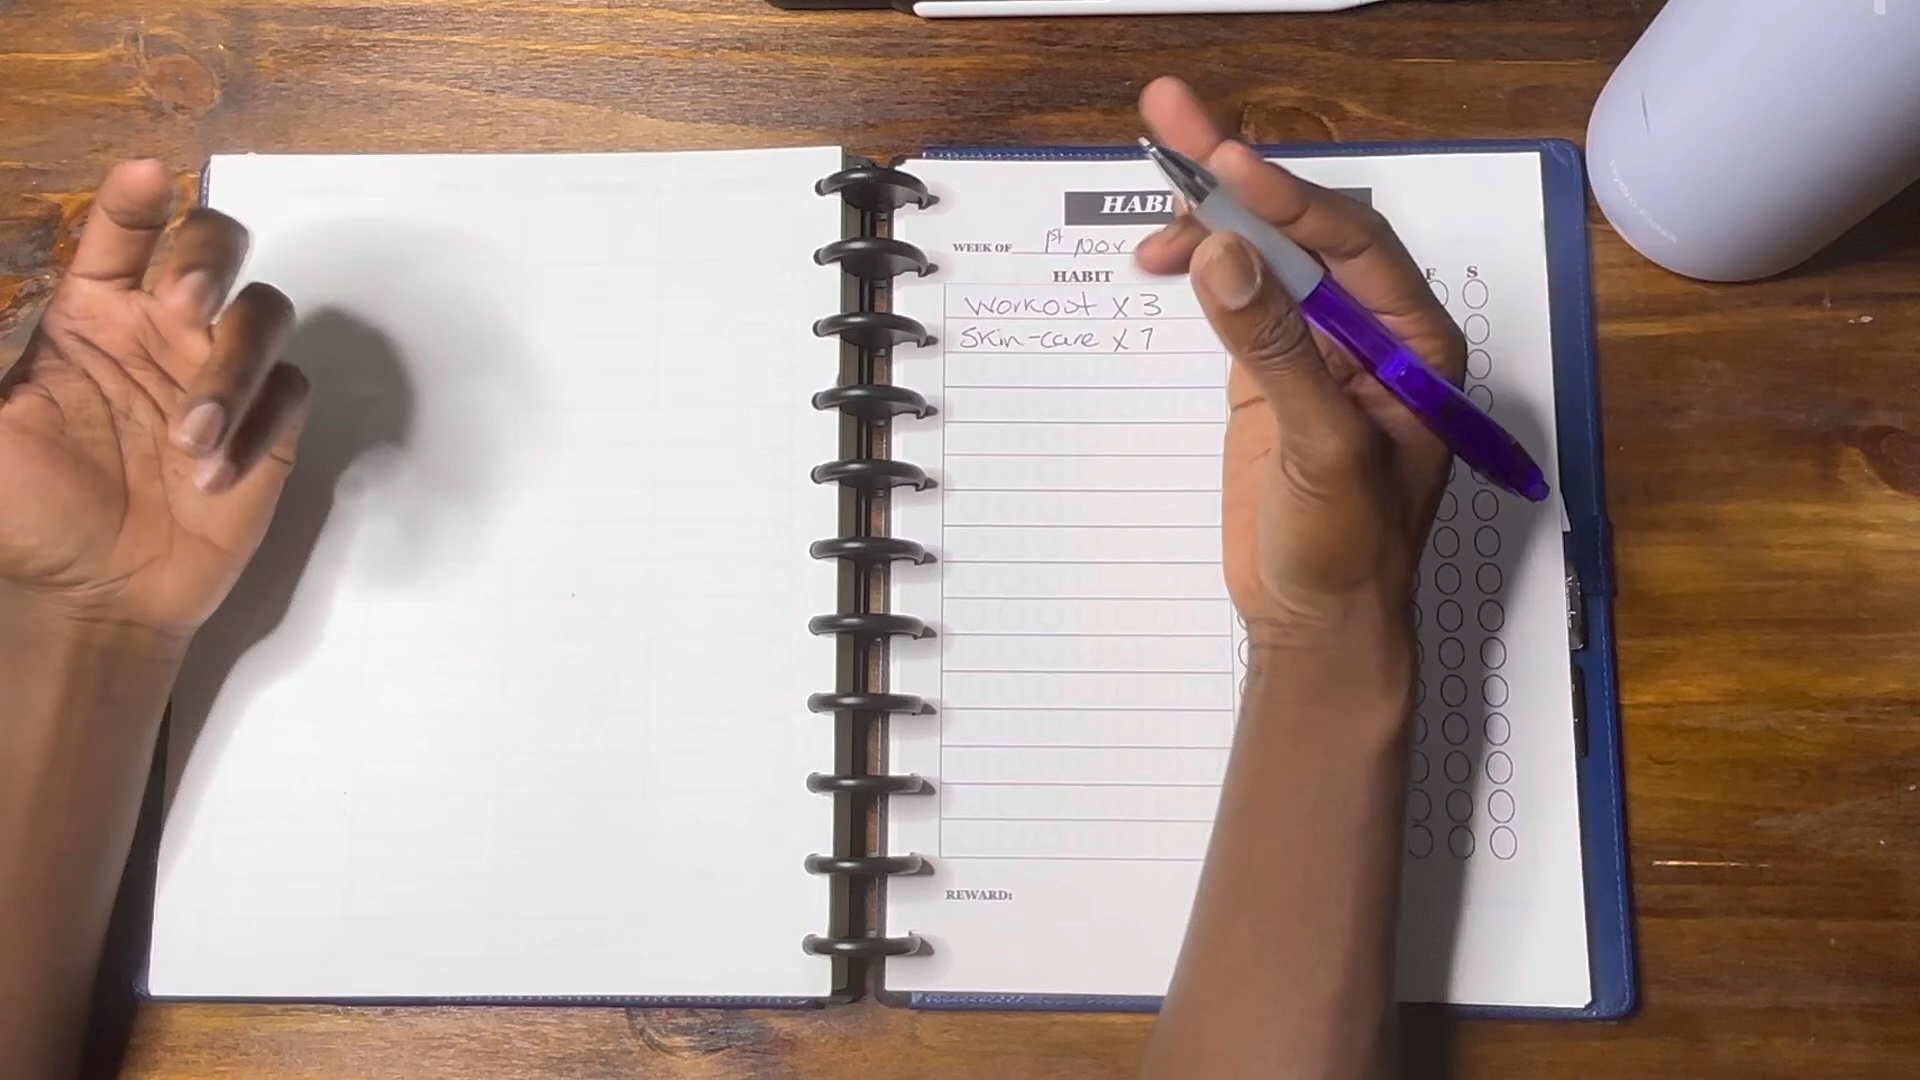 HABI
WEEK OF 1st Nov
HABIT F S
Workout x 3
Skin-care x 7
REWARD: